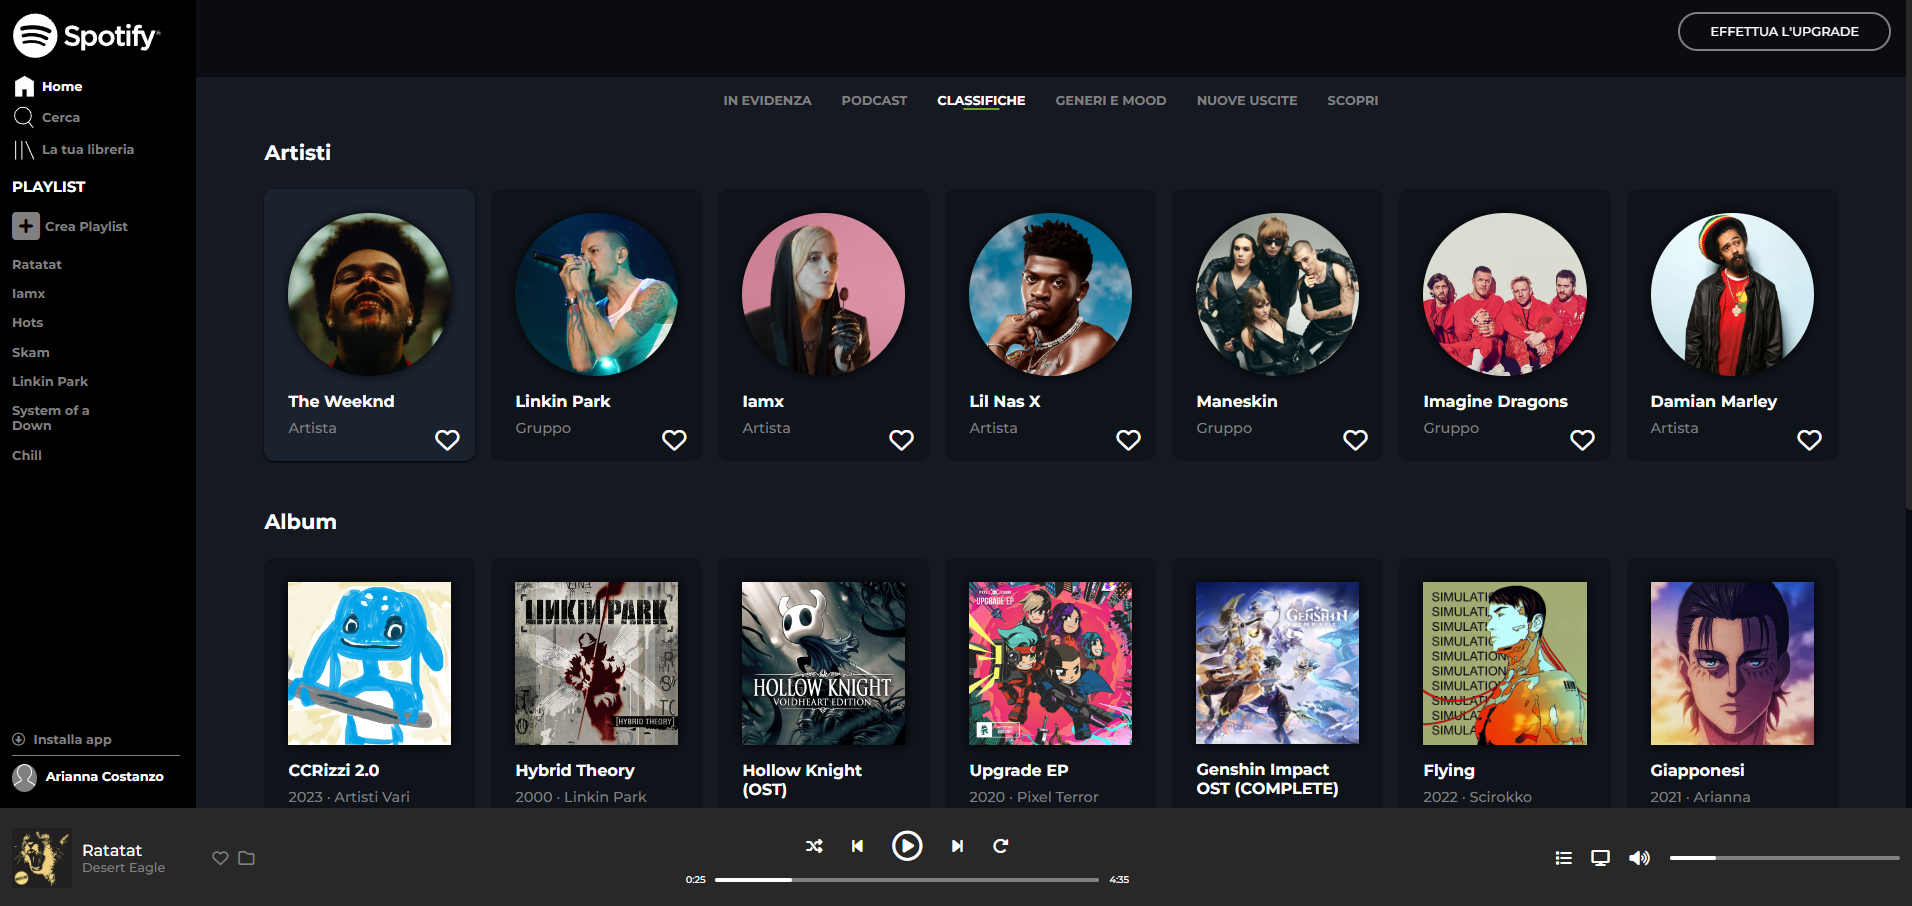 Spotify
EFFETTUA L'UPGRADE
Home
Cerca
La tua libreria
PLAYLIST
Crea Playlist
Ratatat
Iamx
Hots
Skam
Linkin Park
System of a
Down
Chill
Installa app
Arianna Costanzo
IN EVIDENZA PODCAST CLASSIFICHE GENERI E MOOD NUOVE USCITE SCOPRI
Artisti
The Weeknd
Artista
Linkin Park
Gruppo
Iamx
Artista
Lil Nas X
Artista
Maneskin
Gruppo
Imagine Dragons
Gruppo
Damian Marley
Artista
Album
CCRizzi 2.0
2023 · Artisti Vari
LINKIN PARK
[HYBRID THEORY]
Hybrid Theory
2000 · Linkin Park
HOLLOW KNIGHT
VOIDHEART EDITION
Hollow Knight
(OST)
UPGRADE EP
Upgrade EP
2020 · Pixel Terror
GENSHIN
IMPACT
Genshin Impact
OST (COMPLETE)
SIMULATI
SIMULATI
SIMULAT
SIMULATI
SIMULATION
SIMULATION
SIMULATION
SIMULATI
SIMULAT
SIMULA
Flying
2022 · Scirokko
Giapponesi
2021 · Arianna
Ratatat
Desert Eagle
0:25
4:35